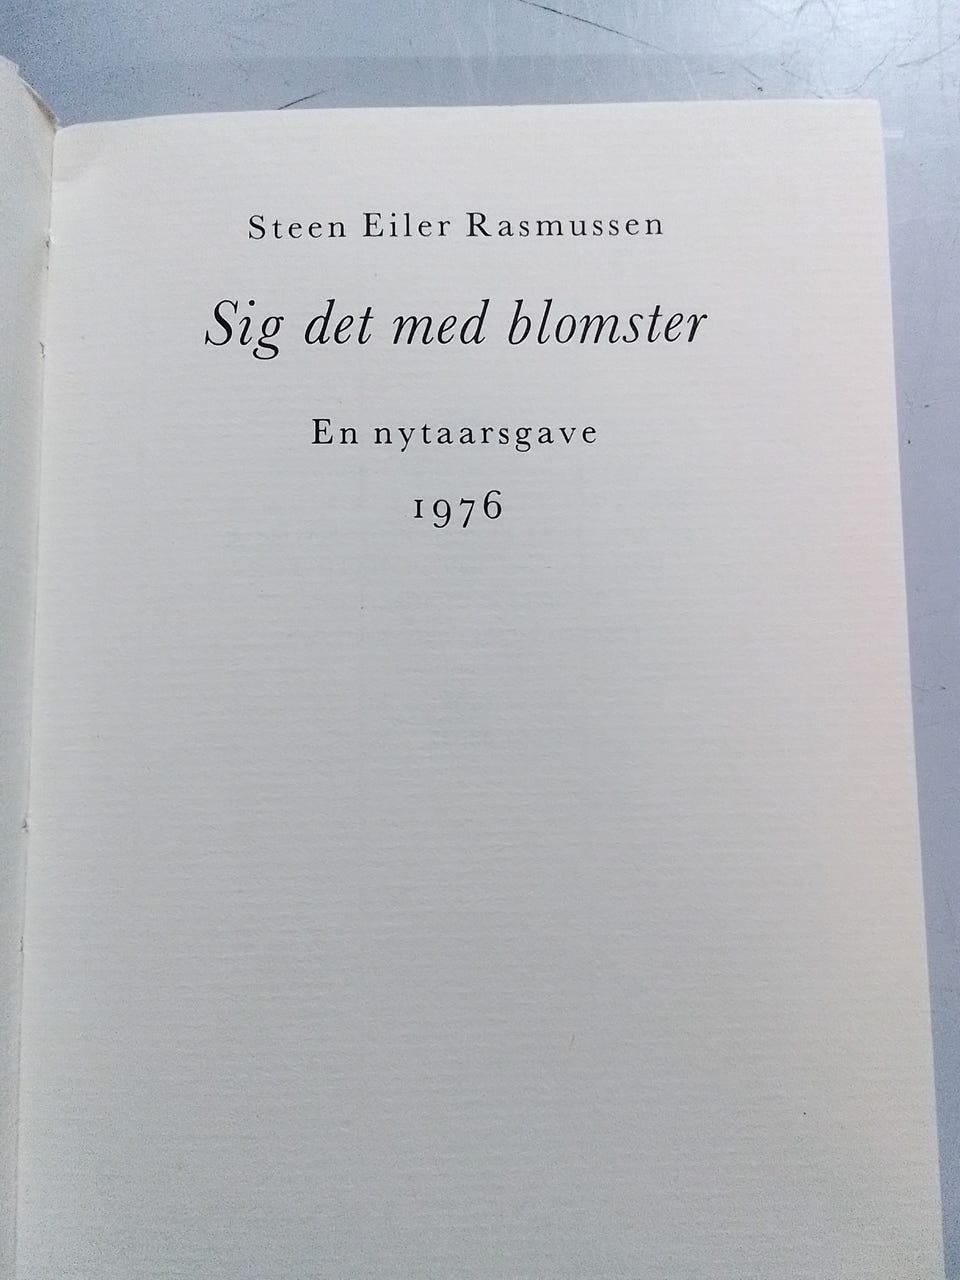 Steen Eiler Rasmussen
Sig det med blomster
En nytaarsgave
1976